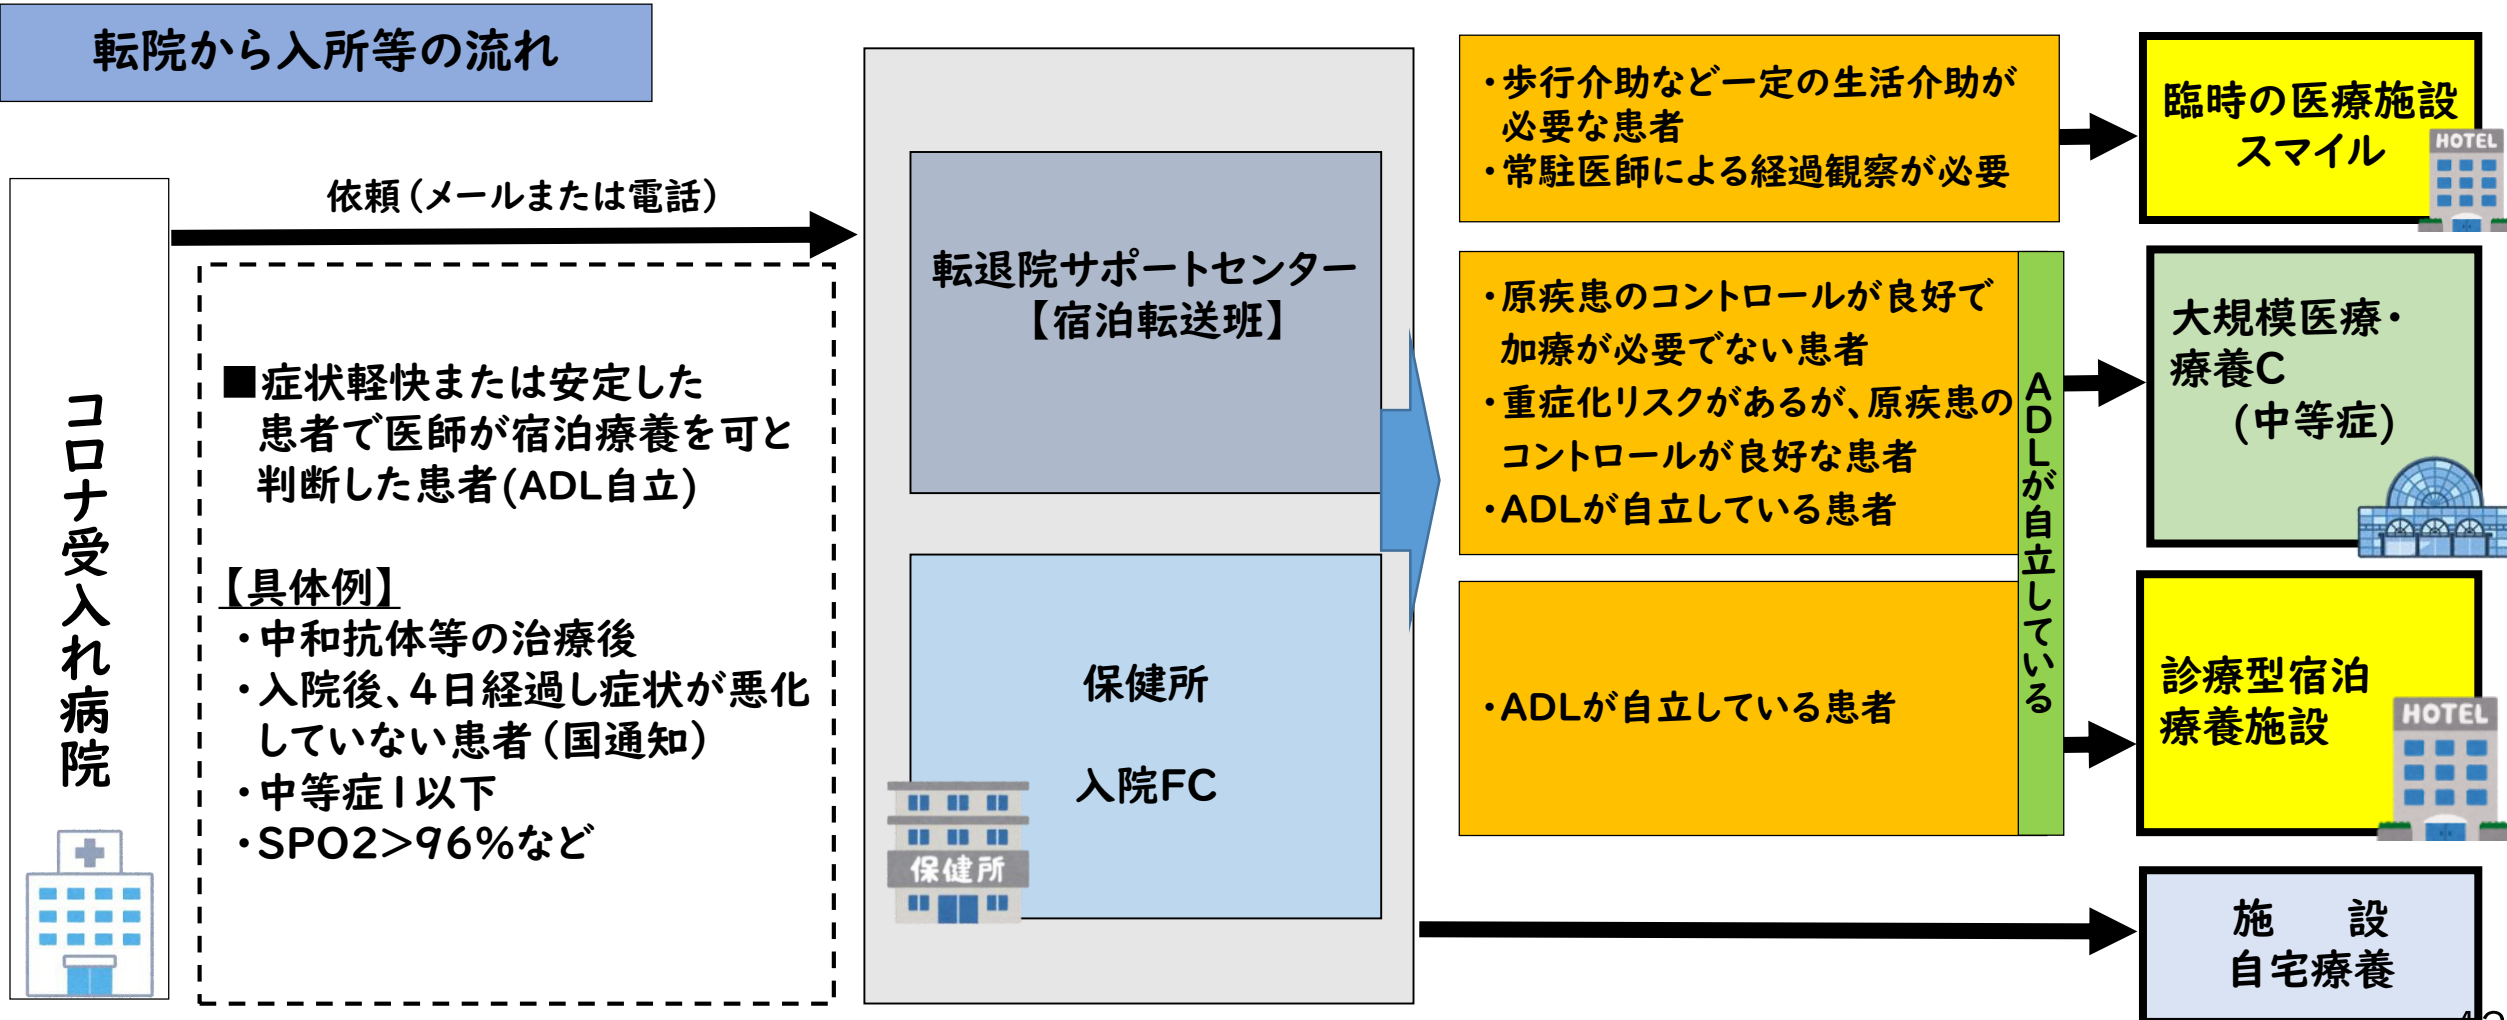 転院から入所等の流れ
コロナ受入れ病院
依頼(メールまたは電話)
■症状軽快または安定した
患者で医師が宿泊療養を可と
判断した患者(ADL自立)
【具体例】
・中和抗体等の治療後
・入院後、4日経過し症状が悪化
していない患者(国通知)
・中等症Ⅰ以下
・SPO2>96%など
転退院サポートセンター
【宿泊転送班】
保健所
入院FC
保健所
・歩行介助など一定の生活介助が
必要な患者
・常駐医師による経過観察が必要
・原疾患のコントロールが良好で
加療が必要でない患者
・重症化リスクがあるが、原疾患の
コントロールが良好な患者
・ADLが自立している患者
・ADLが自立している患者
ADLが自立している
臨時の医療施設
スマイル
HOTEL
大規模医療・
療養C
(中等症)
診療型宿泊
療養施設
HOTEL
施　設
自宅療養